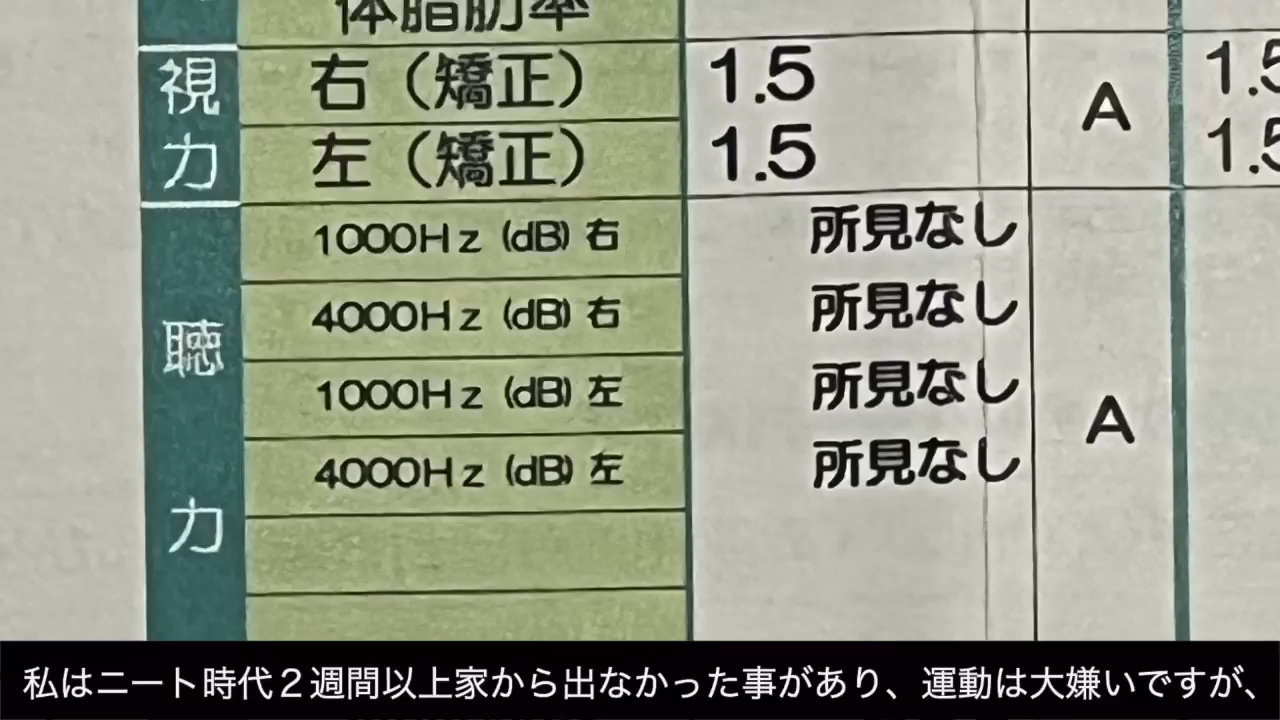 体脂肪率
視力
右（矯正） 1.5 A 1.5
左（矯正） 1.5 1.5
聴力
1000Hz (dB) 右 所見なし
4000Hz (dB) 右 所見なし
1000Hz (dB) 左 所見なし A
4000Hz (dB) 左 所見なし
私はニート時代２週間以上家から出なかった事があり、運動は大嫌いですが、